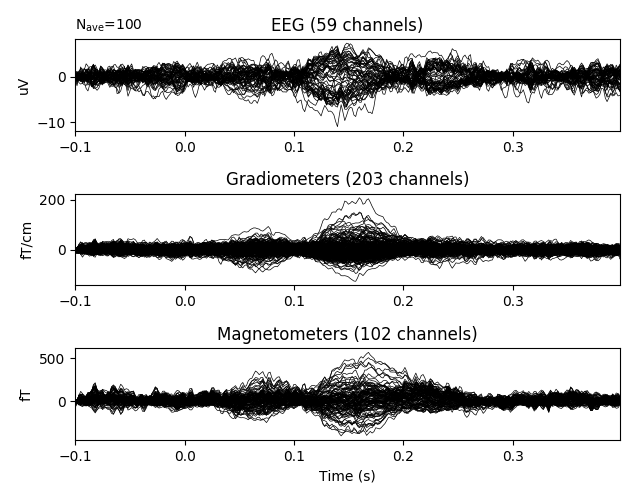 N_ave=100
EEG (59 channels)
uV
0
−10
−0.1 0.0 0.1 0.2 0.3
Gradiometers (203 channels)
fT/cm
200
0
−0.1 0.0 0.1 0.2 0.3
Magnetometers (102 channels)
fT
500
0
−0.1 0.0 0.1 0.2 0.3
Time (s)